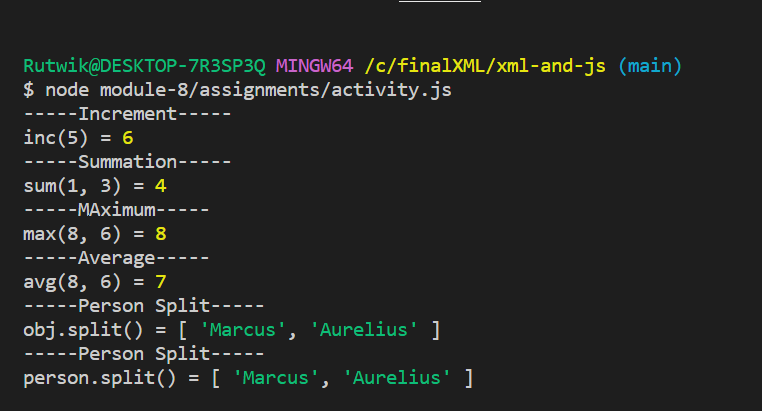 Rutwik@DESKTOP-7R3SP3Q MINGW64 /c/finalXML/xml-and-js (main)
$ node module-8/assignments/activity.js
-----Increment-----
inc(5) = 6
-----Summation-----
sum(1, 3) = 4
-----MAximum-----
max(8, 6) = 8
-----Average-----
avg(8, 6) = 7
-----Person Split-----
obj.split() = [ 'Marcus', 'Aurelius' ]
-----Person Split-----
person.split() = [ 'Marcus', 'Aurelius' ]